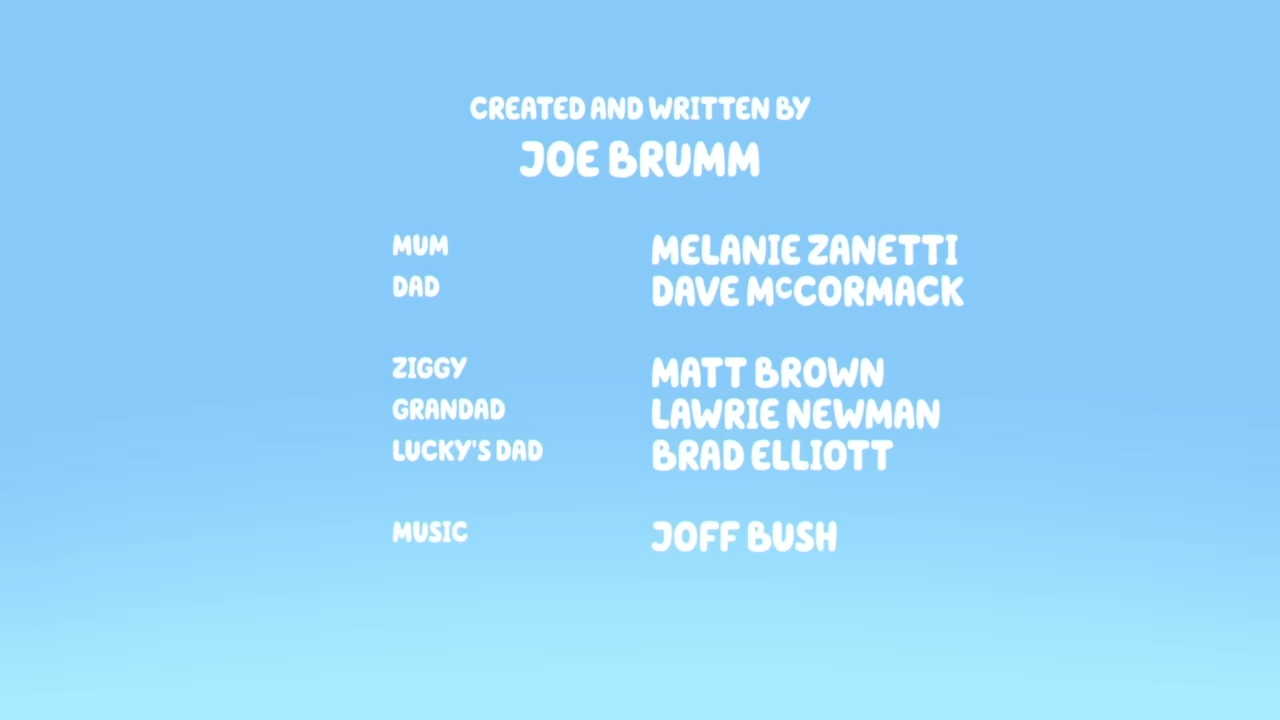 CREATED AND WRITTEN BY
JOE BRUMM
MUM MELANIE ZANETTI
DAD DAVE McCORMACK
ZIGGY MATT BROWN
GRANDAD LAWRIE NEWMAN
LUCKY'S DAD BRAD ELLIOTT
MUSIC JOFF BUSH